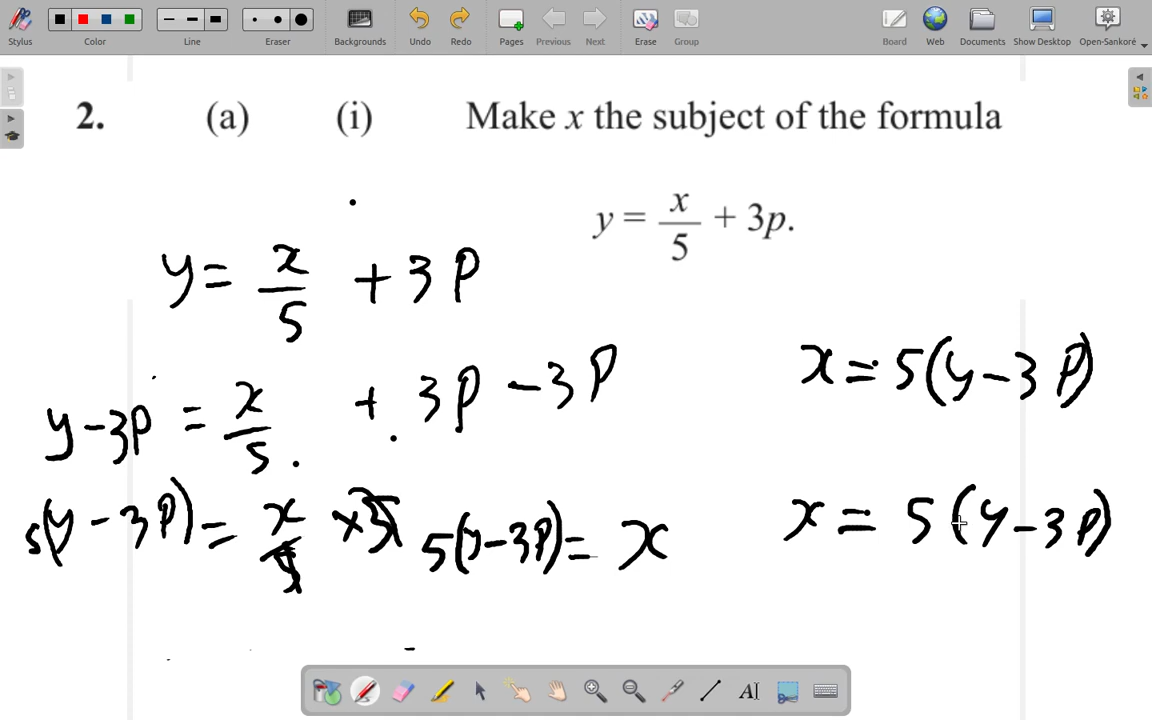 Stylus Color Line Eraser Backgrounds Undo Redo Pages Previous Next Erase Group Board Web Documents Show Desktop Open-Sankoré
2. (a) (i) Make x the subject of the formula
y = x/5 + 3p.
y = x/5 + 3p
y - 3p = x/5 + 3p - 3p
5(y - 3p) = x/5 × 5
5(y - 3p) = x
x = 5(y - 3p)
x = 5(y - 3p)
AI